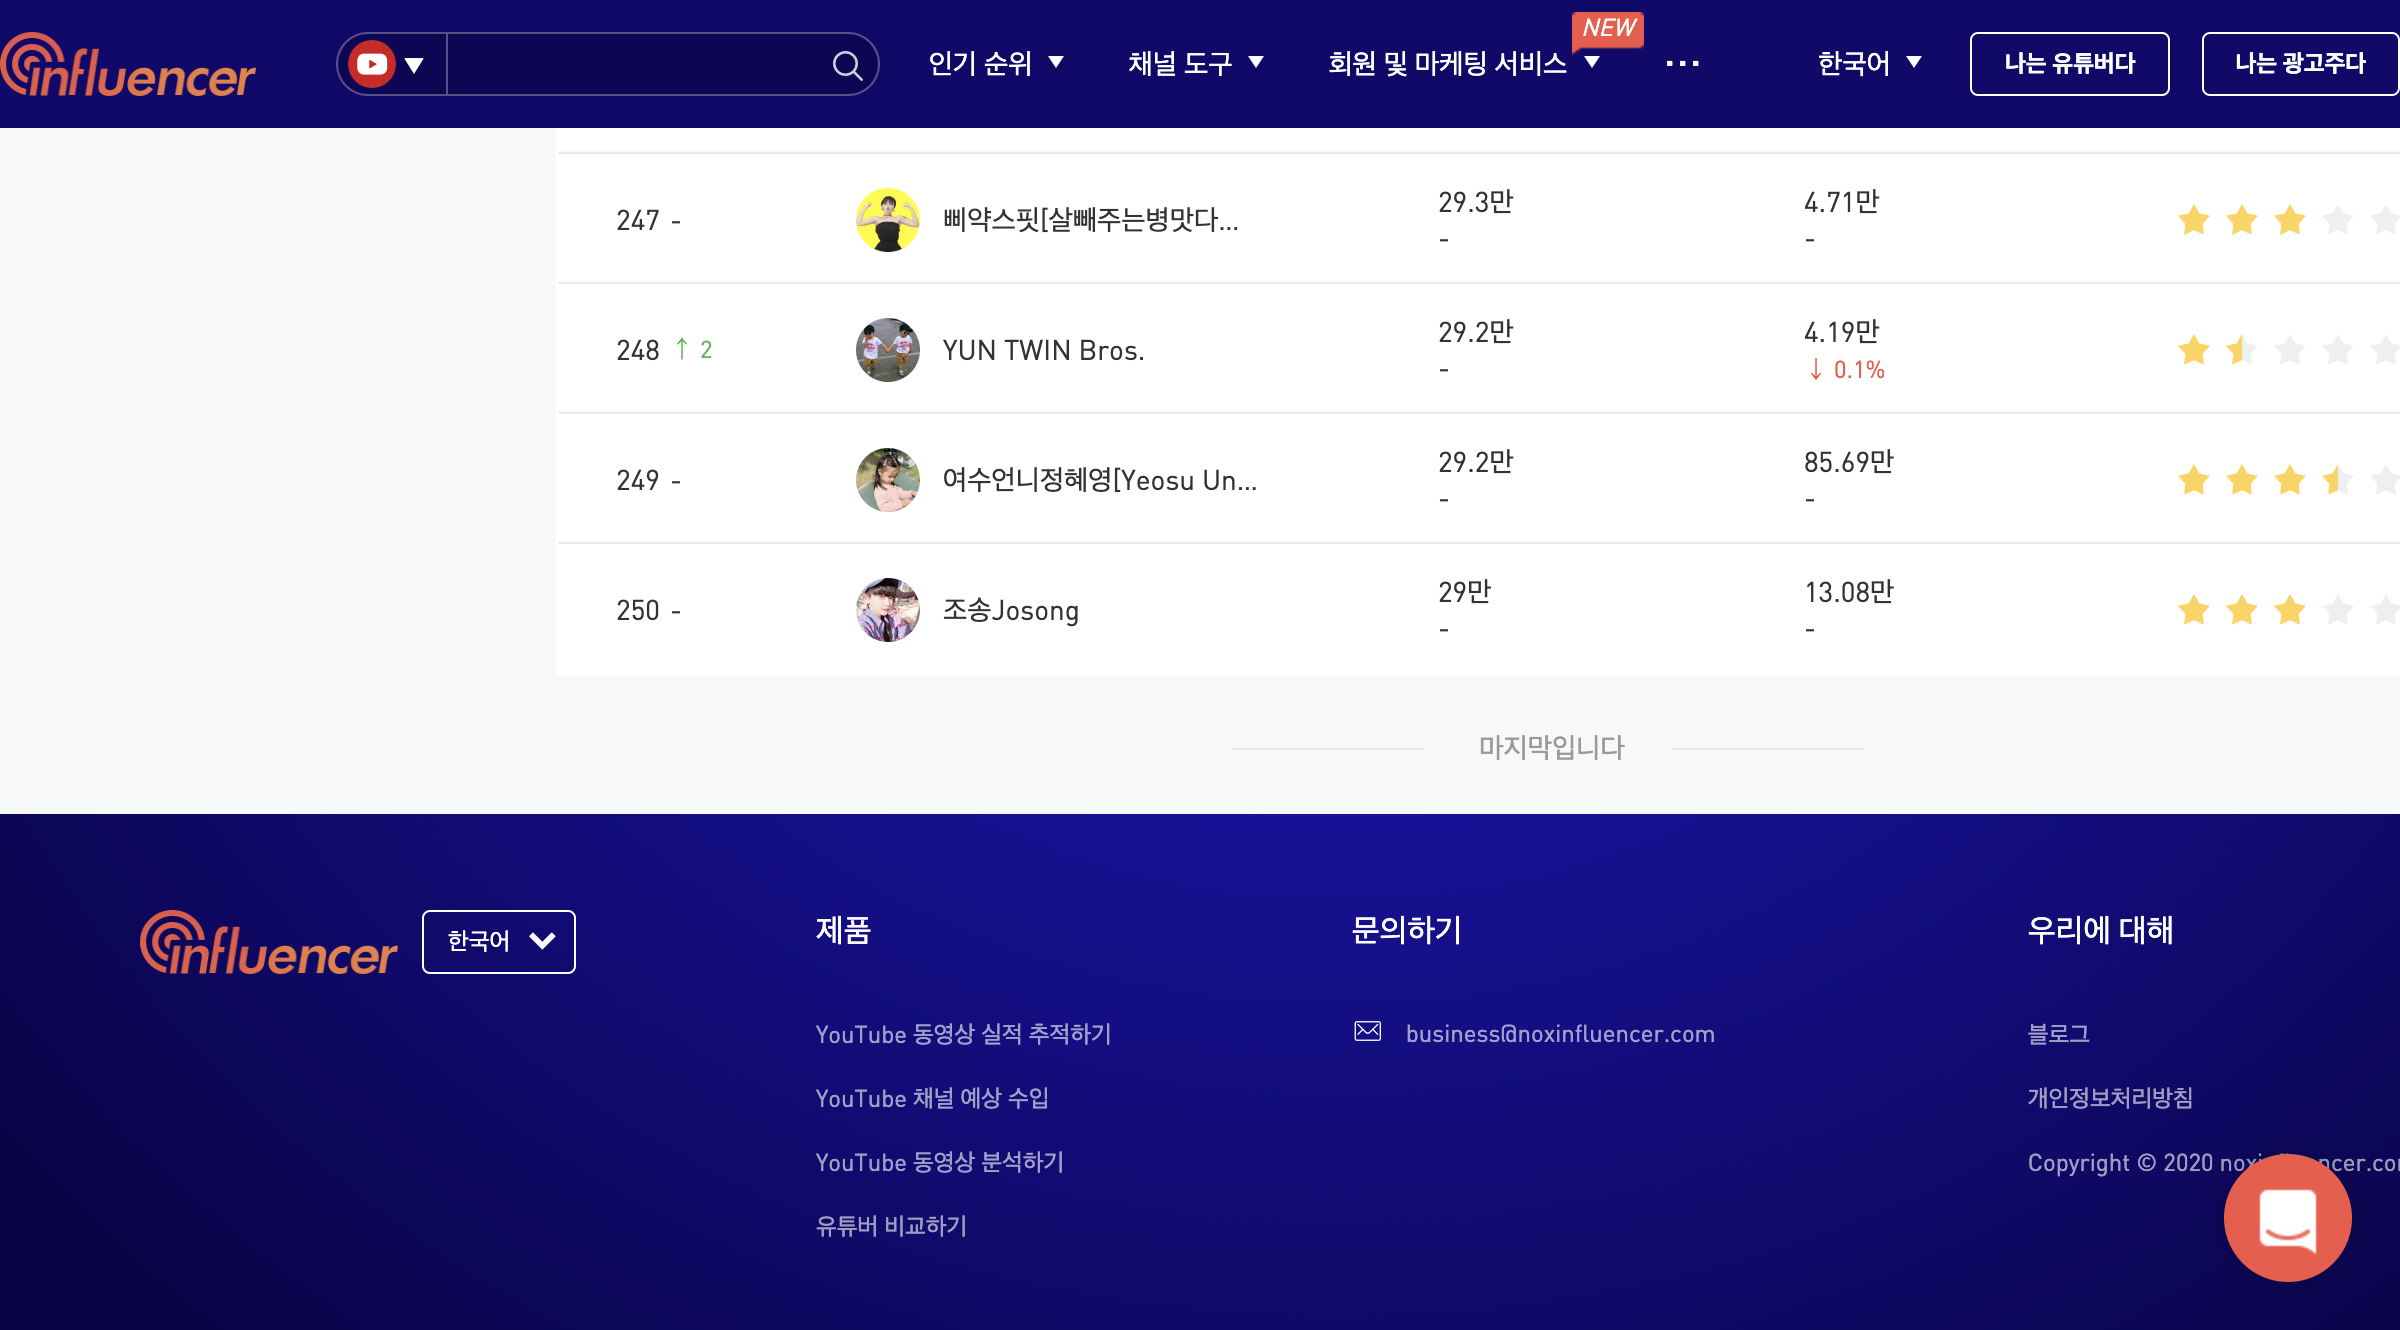 influencer
인기 순위
채널 도구
회원 및 마케팅 서비스
NEW
...
한국어
나는 유튜버다
나는 광고주다
247 -
삐약스핏[살빼주는병맛다...
29.3만
-
4.71만
-
248 ↑ 2
YUN TWIN Bros.
29.2만
-
4.19만
↓ 0.1%
249 -
여수언니정혜영[Yeosu Un...
29.2만
-
85.69만
-
250 -
조송Josong
29만
-
13.08만
-
마지막입니다
influencer
한국어
제품
YouTube 동영상 실적 추적하기
YouTube 채널 예상 수입
YouTube 동영상 분석하기
유튜버 비교하기
문의하기
business@noxinfluencer.com
우리에 대해
블로그
개인정보처리방침
Copyright © 2020